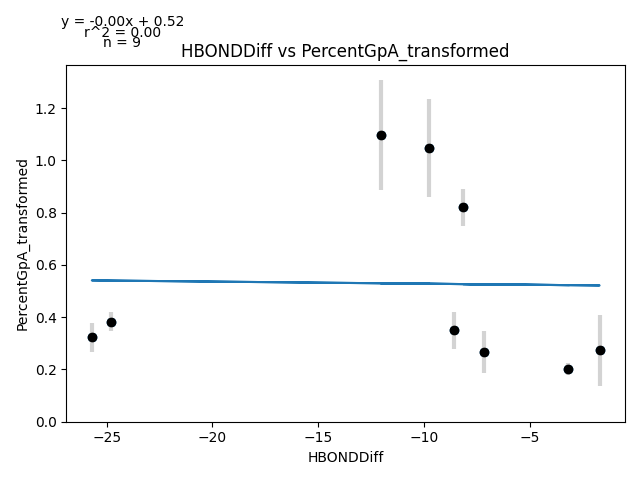 y = -0.00x + 0.52
r^2 = 0.00
n = 9
HBONDDiff vs PercentGpA_transformed
PercentGpA_transformed
1.2
1.0
0.8
0.6
0.4
0.2
0.0
−25
−20
−15
−10
−5
HBONDDiff